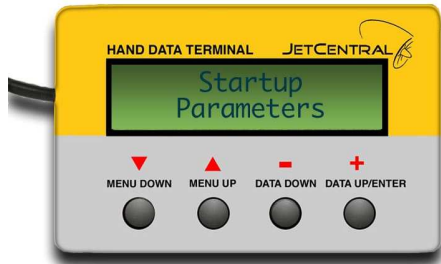 HAND DATA TERMINAL JETCENTRAL
Startup
Parameters
MENU DOWN MENU UP DATA DOWN DATA UP/ENTER